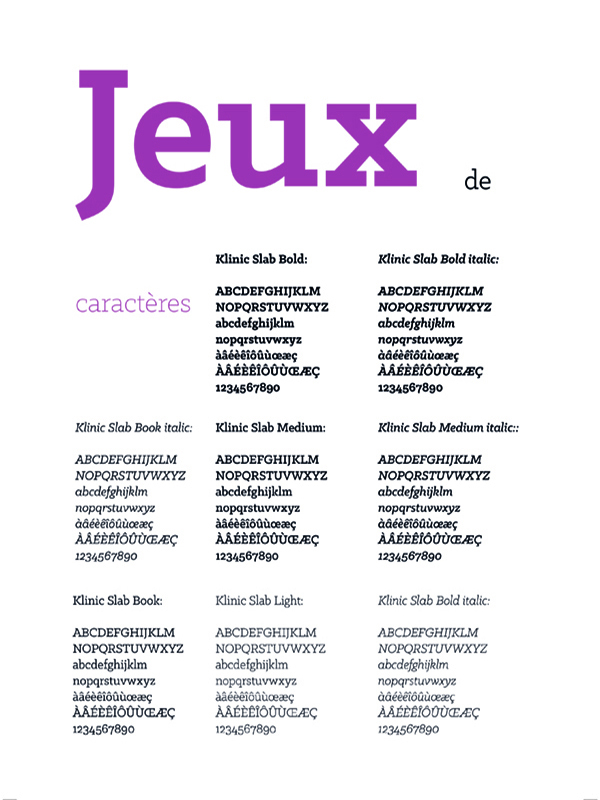 Jeux
de
caractères
Klinic Slab Bold:
ABCDEFGHIJKLM
NOPQRSTUVWXYZ
abcdefghijklm
nopqrstuvwxyz
àâéèêîôûùœæç
ÀÂÉÈÊÎÔÛÙŒÆÇ
1234567890
Klinic Slab Bold italic:
ABCDEFGHIJKLM
NOPQRSTUVWXYZ
abcdefghijklm
nopqrstuvwxyz
àâéèêîôûùœæç
ÀÂÉÈÊÎÔÛÙŒÆÇ
1234567890
Klinic Slab Book italic:
ABCDEFGHIJKLM
NOPQRSTUVWXYZ
abcdefghijklm
nopqrstuvwxyz
àâéèêîôûùœæç
ÀÂÉÈÊÎÔÛÙŒÆÇ
1234567890
Klinic Slab Medium:
ABCDEFGHIJKLM
NOPQRSTUVWXYZ
abcdefghijklm
nopqrstuvwxyz
àâéèêîôûùœæç
ÀÂÉÈÊÎÔÛÙŒÆÇ
1234567890
Klinic Slab Medium italic::
ABCDEFGHIJKLM
NOPQRSTUVWXYZ
abcdefghijklm
nopqrstuvwxyz
àâéèêîôûùœæç
ÀÂÉÈÊÎÔÛÙŒÆÇ
1234567890
Klinic Slab Book:
ABCDEFGHIJKLM
NOPQRSTUVWXYZ
abcdefghijklm
nopqrstuvwxyz
àâéèêîôûùœæç
ÀÂÉÈÊÎÔÛÙŒÆÇ
1234567890
Klinic Slab Light:
ABCDEFGHIJKLM
NOPQRSTUVWXYZ
abcdefghijklm
nopqrstuvwxyz
àâéèêîôûùœæç
ÀÂÉÈÊÎÔÛÙŒÆÇ
1234567890
Klinic Slab Bold italic:
ABCDEFGHIJKLM
NOPQRSTUVWXYZ
abcdefghijklm
nopqrstuvwxyz
àâéèêîôûùœæç
ÀÂÉÈÊÎÔÛÙŒÆÇ
1234567890